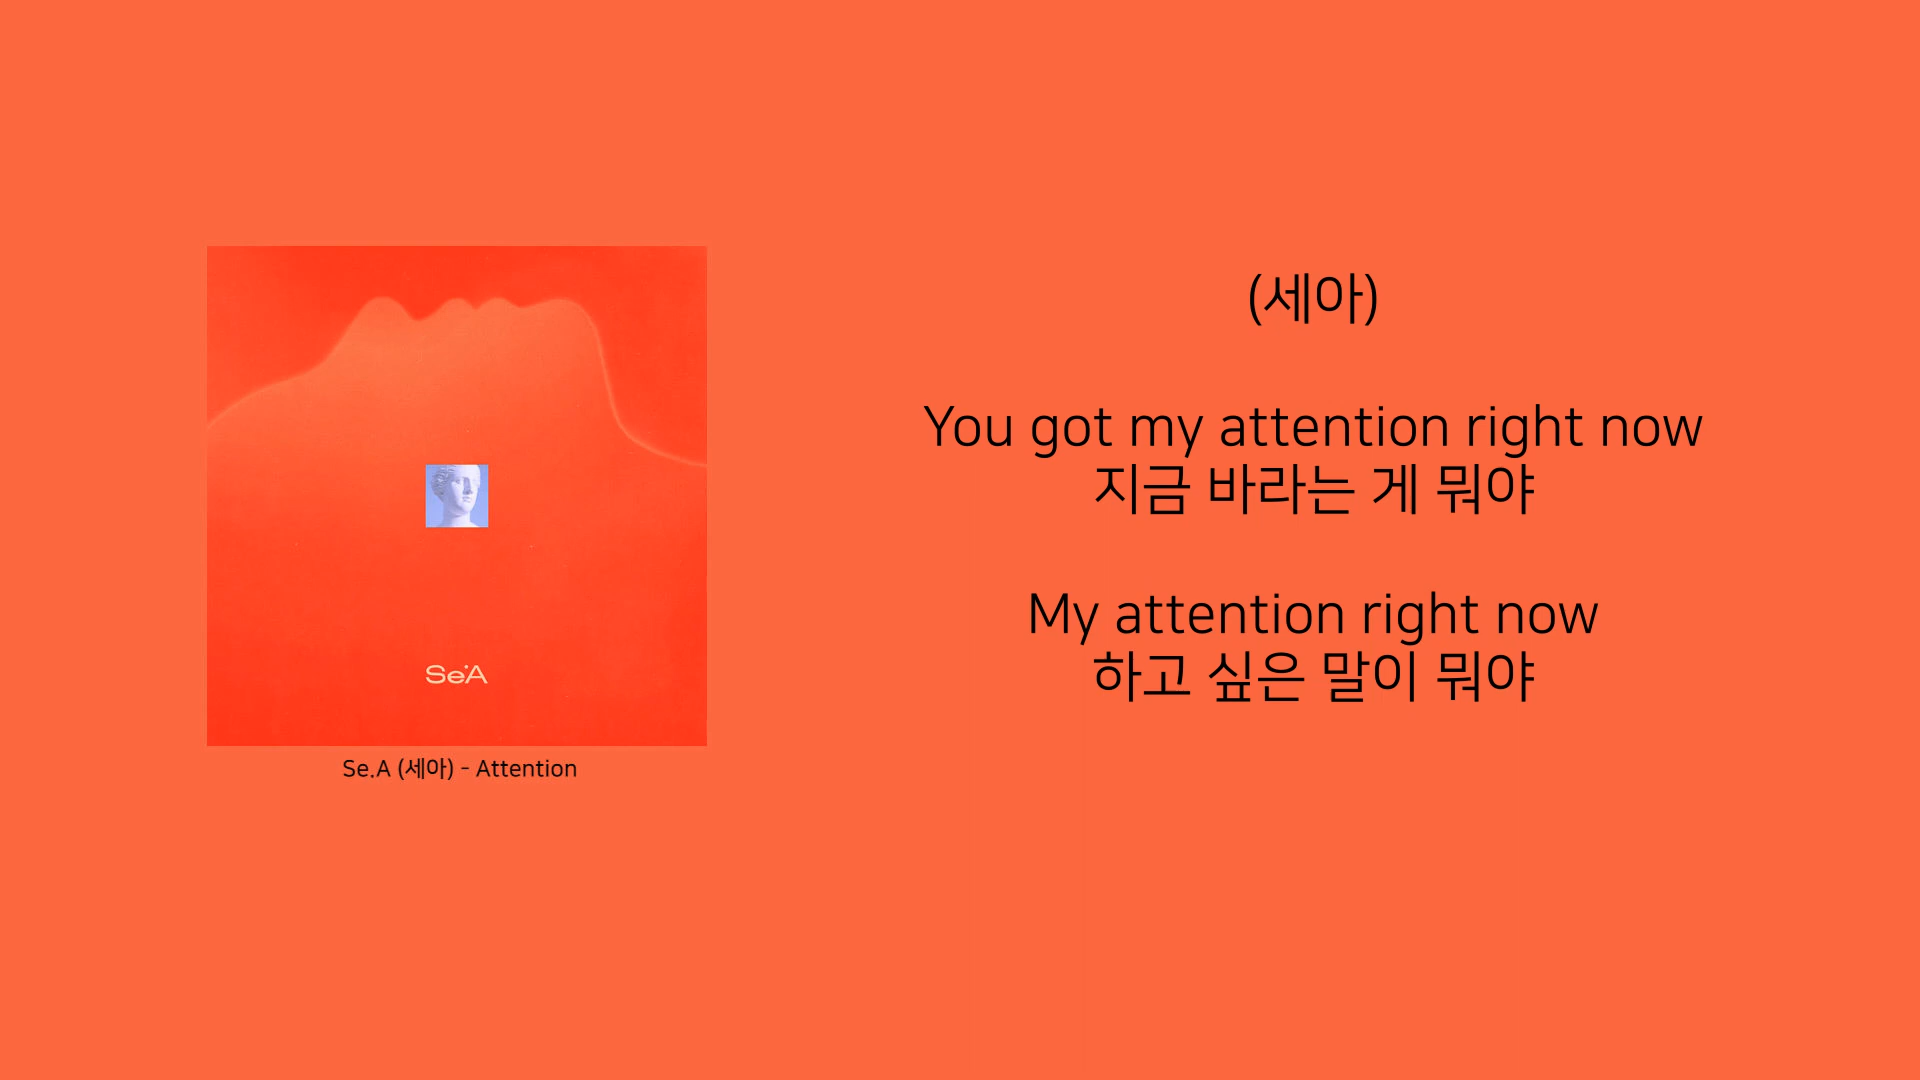 SeA
Se.A (세아) - Attention
(세아)
You got my attention right now
지금 바라는 게 뭐야
My attention right now
하고 싶은 말이 뭐야